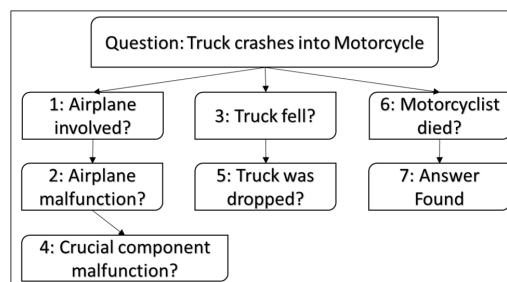 Question: Truck crashes into Motorcycle
1: Airplane
involved?
3: Truck fell?
6: Motorcyclist
died?
2: Airplane
malfunction?
5: Truck was
dropped?
7: Answer
Found
4: Crucial component
malfunction?